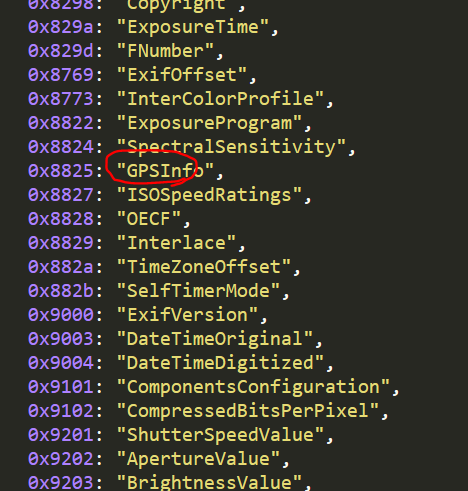 0x8298: "Copyright",
0x829a: "ExposureTime",
0x829d: "FNumber",
0x8769: "ExifOffset",
0x8773: "InterColorProfile",
0x8822: "ExposureProgram",
0x8824: "SpectralSensitivity",
0x8825: "GPSInfo",
0x8827: "ISOSpeedRatings",
0x8828: "OECF",
0x8829: "Interlace",
0x882a: "TimeZoneOffset",
0x882b: "SelfTimerMode",
0x9000: "ExifVersion",
0x9003: "DateTimeOriginal",
0x9004: "DateTimeDigitized",
0x9101: "ComponentsConfiguration",
0x9102: "CompressedBitsPerPixel",
0x9201: "ShutterSpeedValue",
0x9202: "ApertureValue",
0x9203: "BrightnessValue",